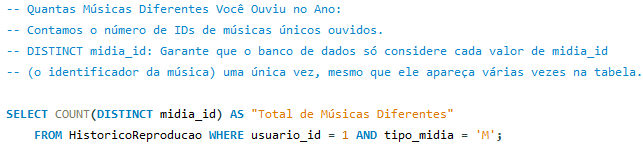 -- Quantas Músicas Diferentes Você Ouviu no Ano:
-- Contamos o número de IDs de músicas únicos ouvidos.
-- DISTINCT midia_id: Garante que o banco de dados só considere cada valor de midia_id
-- (o identificador da música) uma única vez, mesmo que ele apareça várias vezes na tabela.
SELECT COUNT(DISTINCT midia_id) AS "Total de Músicas Diferentes"
FROM HistoricoReproducao WHERE usuario_id = 1 AND tipo_midia = 'M';